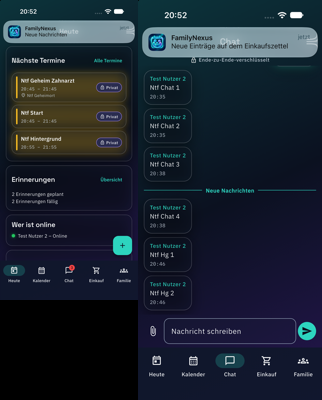 20:52
FamilyNexus
jetzt
Neue Nachrichten
Heute
Nächste Termine
Alle Termine
Ntf Geheim Zahnarzt
20:45 – 21:45
Ntf Geheimort
Privat
Ntf Start
21:45
Privat
Ntf Hintergrund
20:55 – 21:55
Privat
Erinnerungen
Übersicht
2 Erinnerungen geplant
2 Erinnerungen fällig
Wer ist online
Test Nutzer 2 – Online
+
Heute
Kalender
Chat
Einkauf
Familie
20:52
FamilyNexus
jetzt
Neue Einträge auf dem Einkaufszettel
Chat
Ende-zu-Ende-verschlüsselt
Test Nutzer 2
Ntf Chat 1
20:35
Test Nutzer 2
Ntf Chat 2
20:35
Test Nutzer 2
Ntf Chat 3
20:38
Neue Nachrichten
Test Nutzer 2
Ntf Chat 4
20:38
Test Nutzer 2
Ntf Hg 1
20:46
Test Nutzer 2
Ntf Hg 2
20:46
Nachricht schreiben
Heute
Kalender
Chat
Einkauf
Familie